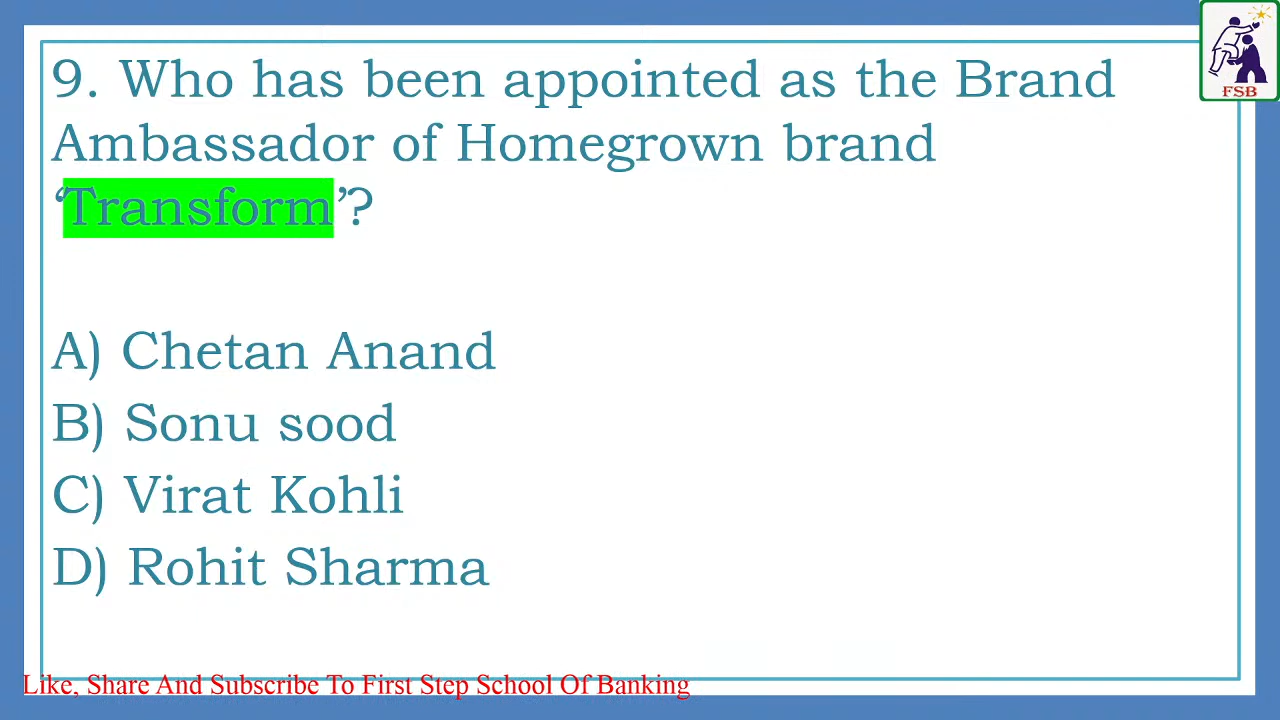 9. Who has been appointed as the Brand
Ambassador of Homegrown brand
‘Transform’?
A) Chetan Anand
B) Sonu sood
C) Virat Kohli
D) Rohit Sharma
Like, Share And Subscribe To First Step School Of Banking
FSB